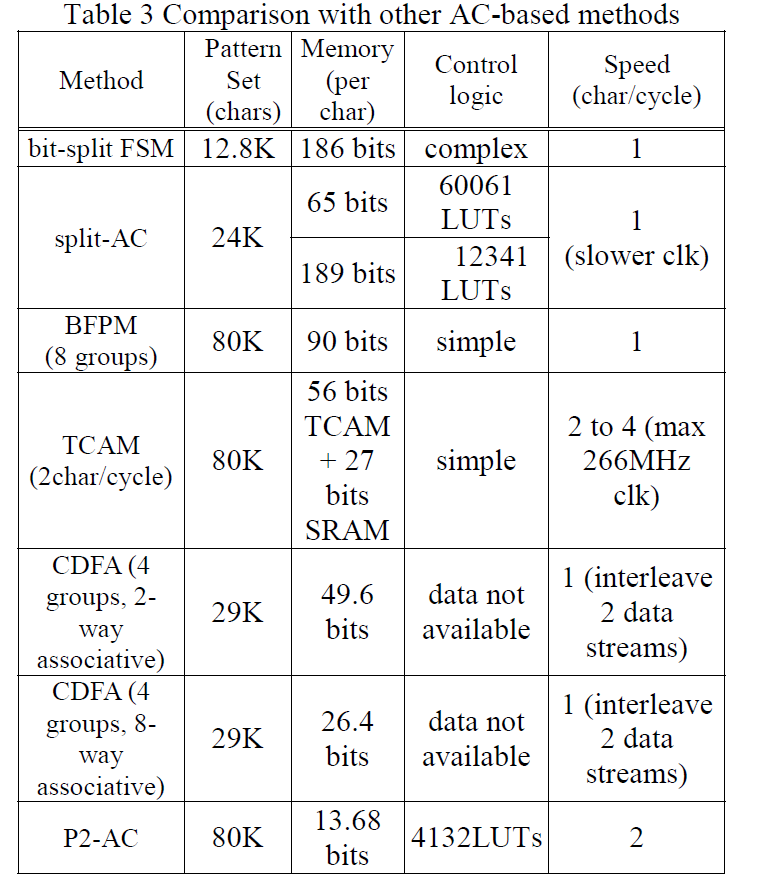 Table 3 Comparison with other AC-based methods
Method
Pattern
Set
(chars)
Memory
(per
char)
Control
logic
Speed
(char/cycle)
bit-split FSM
12.8K
186 bits
complex
1
split-AC
24K
65 bits
60061
LUTs
189 bits
12341
LUTs
1
(slower clk)
BFPM
(8 groups)
80K
90 bits
simple
1
TCAM
(2char/cycle)
80K
56 bits
TCAM
+ 27
bits
SRAM
simple
2 to 4 (max
266MHz
clk)
CDFA (4
groups, 2-
way
associative)
29K
49.6
bits
data not
available
1 (interleave
2 data
streams)
CDFA (4
groups, 8-
way
associative)
29K
26.4
bits
data not
available
1 (interleave
2 data
streams)
P2-AC
80K
13.68
bits
4132LUTs
2